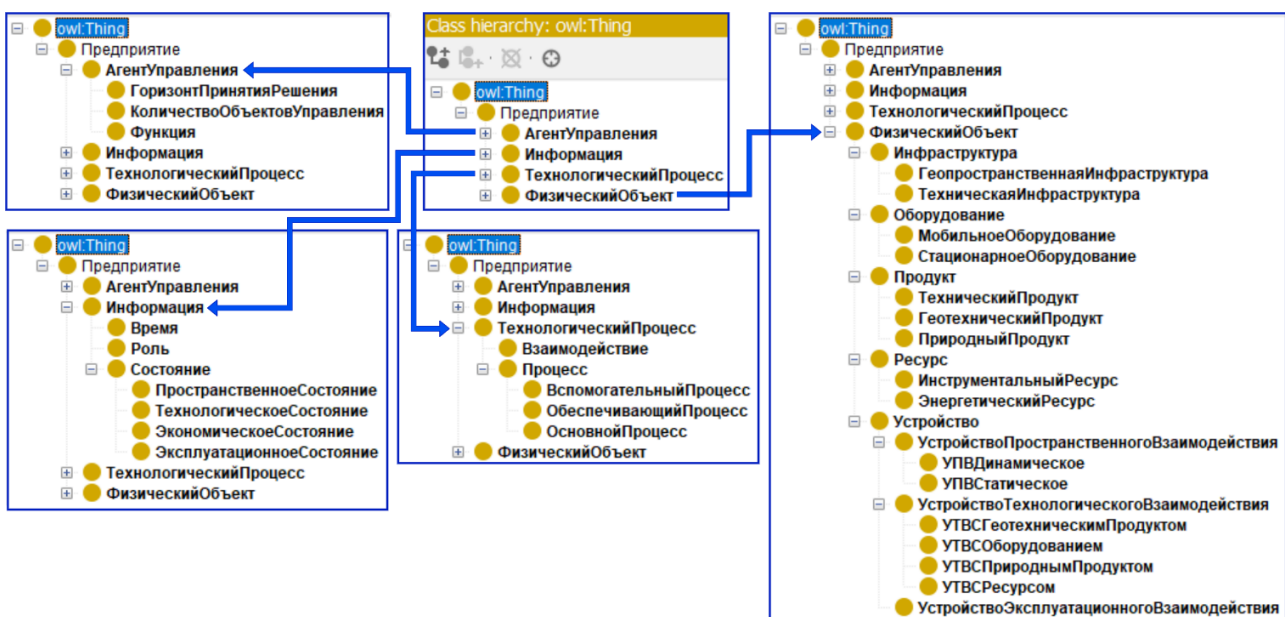 owl:Thing
Предприятие
АгентУправления
ГоризонтПринятияРешения
КоличествоОбъектовУправления
Функция
Информация
ТехнологическийПроцесс
ФизическийОбъект
Class hierarchy: owl:Thing
owl:Thing
Предприятие
АгентУправления
Информация
ТехнологическийПроцесс
ФизическийОбъект
owl:Thing
Предприятие
АгентУправления
Информация
ТехнологическийПроцесс
ФизическийОбъект
Инфраструктура
ГеопространственнаяИнфраструктура
ТехническаяИнфраструктура
Оборудование
МобильноеОборудование
СтационарноеОборудование
Продукт
ТехническийПродукт
ГеотехническийПродукт
ПриродныйПродукт
Ресурс
ИнструментальныйРесурс
ЭнергетическийРесурс
Устройство
УстройствоПространственногоВзаимодействия
УПВДинамическое
УПВСтатическое
УстройствоТехнологическогоВзаимодействия
УТВСГеотехническимПродуктом
УТВСОборудованием
УТВСПрироднымПродуктом
УТВСРесурсом
УстройствоЭксплуатационногоВзаимодействия
owl:Thing
Предприятие
АгентУправления
Информация
Время
Роль
Состояние
ПространственноеСостояние
ТехнологическоеСостояние
ЭкономическоеСостояние
ЭксплуатационноеСостояние
ТехнологическийПроцесс
ФизическийОбъект
owl:Thing
Предприятие
АгентУправления
Информация
ТехнологическийПроцесс
Взаимодействие
Процесс
ВспомогательныйПроцесс
ОбеспечивающийПроцесс
ОсновнойПроцесс
ФизическийОбъект